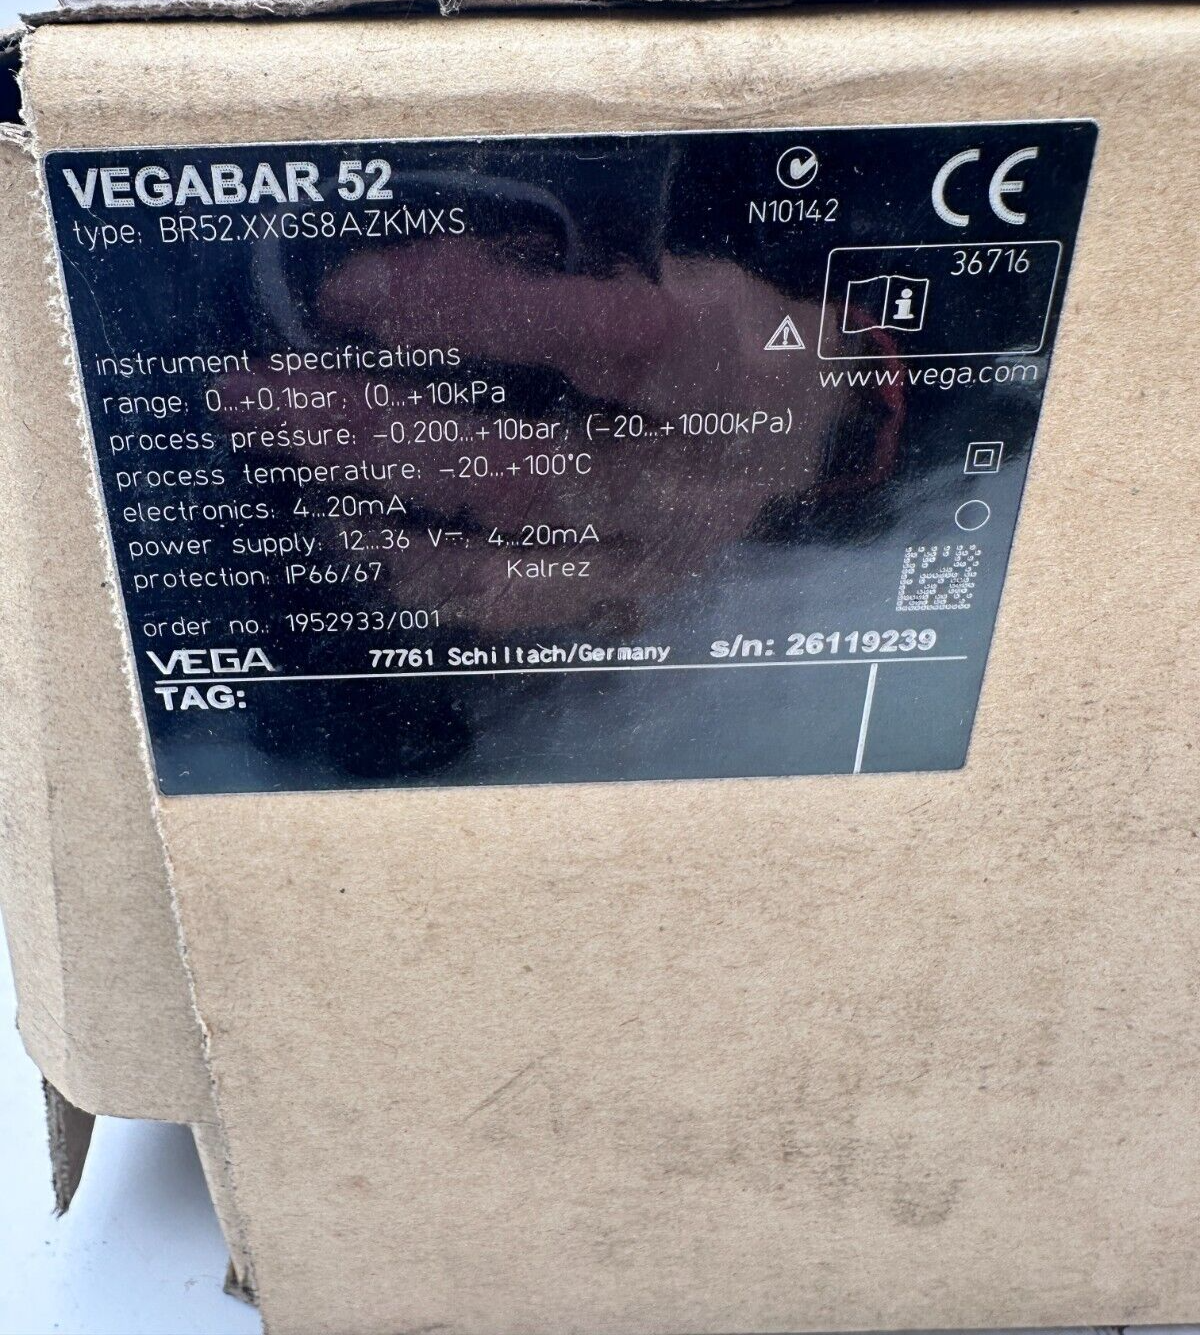 VEGABAR 52
type: BR52.XXGS8AZKMXS
N10142
CE
36716
www.vega.com
instrument specifications
range: 0...+0.1bar; (0...+10kPa
process pressure: -0.200...+10bar; (-20...+1000kPa)
process temperature: -20...+100°C
electronics: 4...20mA
power supply: 12...36 V⎓; 4...20mA
protection: IP66/67 Kalrez
order no.: 1952933/001
VEGA 77761 Schiltach/Germany s/n: 26119239
TAG: